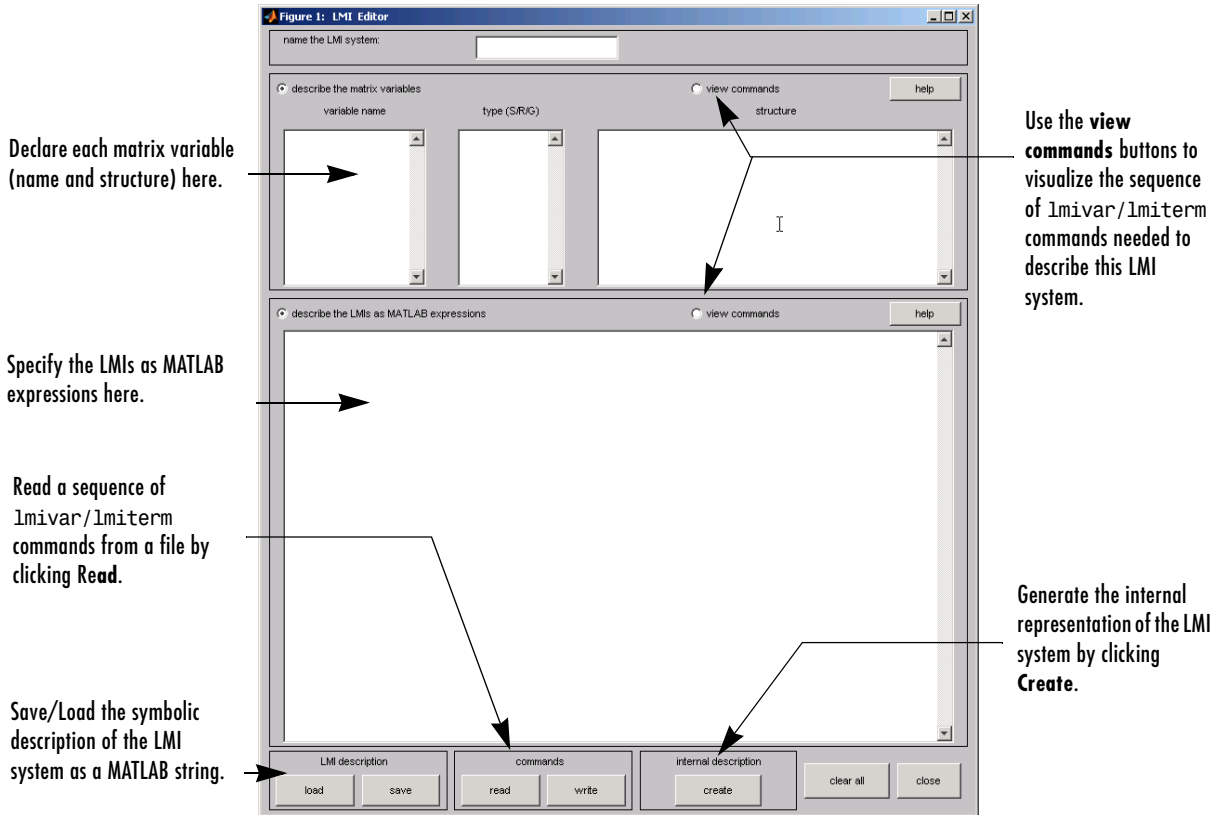 Figure 1: LMI Editor
name the LMI system:
describe the matrix variables
view commands
help
variable name
type (S/R/G)
structure
Declare each matrix variable
(name and structure) here.
Use the view
commands buttons to
visualize the sequence
of lmivar/lmiterm
commands needed to
describe this LMI
system.
describe the LMIs as MATLAB expressions
view commands
help
Specify the LMIs as MATLAB
expressions here.
Read a sequence of
lmivar/lmiterm
commands from a file by
clicking Read.
Generate the internal
representation of the LMI
system by clicking
Create.
Save/Load the symbolic
description of the LMI
system as a MATLAB string.
LMI description
commands
internal description
load
save
read
write
create
clear all
close